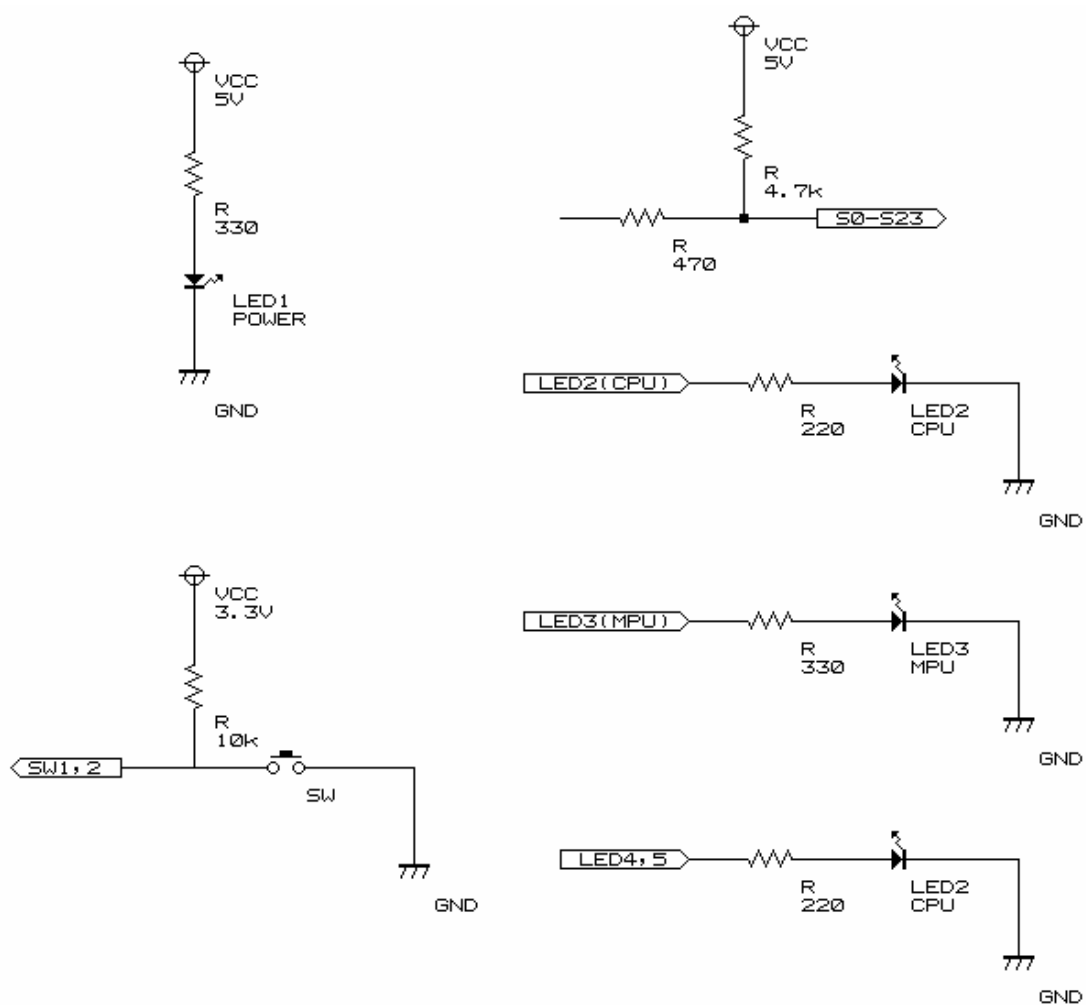 VCC
5V
R
330
LED1
POWER
GND
VCC
5V
R
4.7k
S0-S23
R
470
LED2(CPU)
R
220
LED2
CPU
GND
VCC
3.3V
R
10k
SW1,2
SW
GND
LED3(MPU)
R
330
LED3
MPU
GND
LED4,5
R
220
LED2
CPU
GND